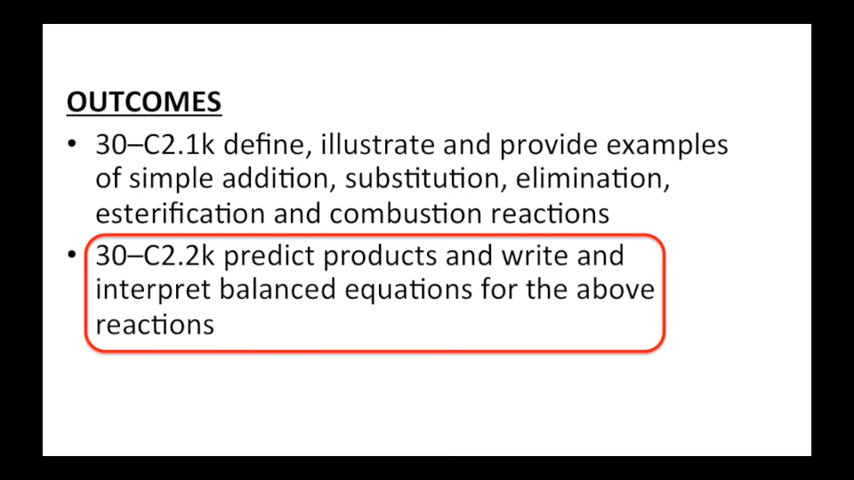 OUTCOMES
• 30–C2.1k define, illustrate and provide examples
of simple addition, substitution, elimination,
esterification and combustion reactions
• 30–C2.2k predict products and write and
interpret balanced equations for the above
reactions